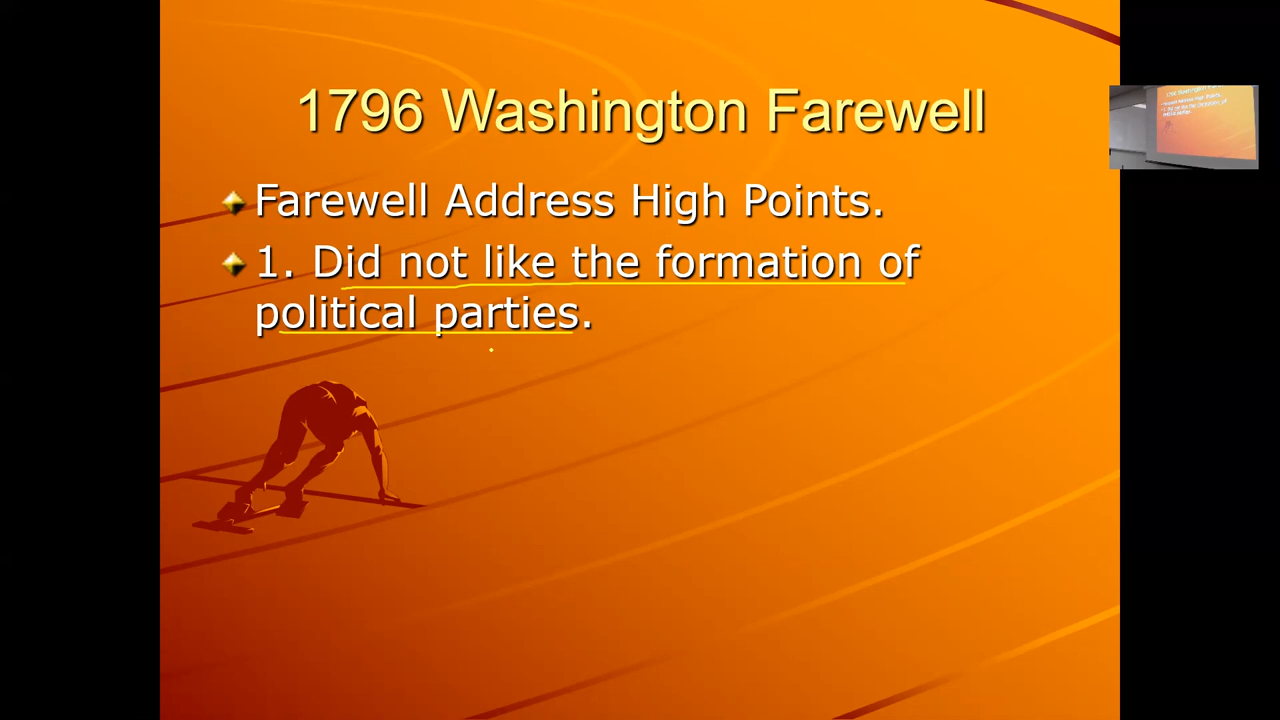 1796 Washington Farewell
Farewell Address High Points.
1. Did not like the formation of
political parties.